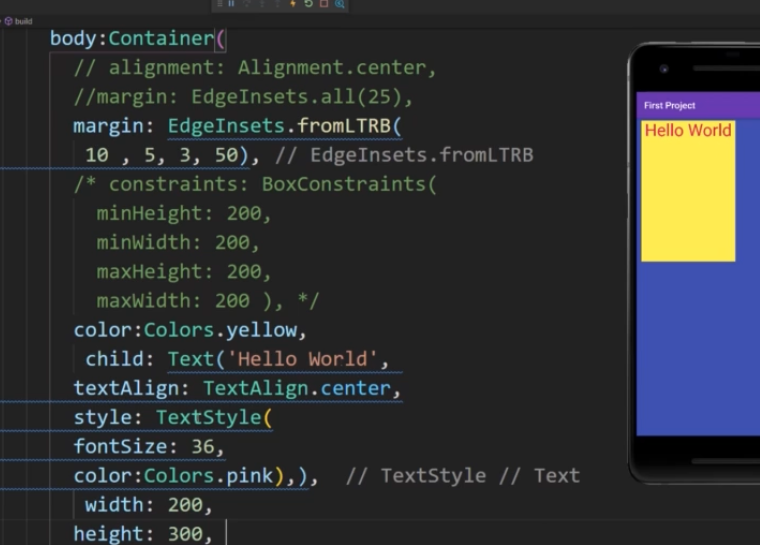 build
body:Container(
// alignment: Alignment.center,
//margin: EdgeInsets.all(25),
margin: EdgeInsets.fromLTRB(
10 , 5, 3, 50), // EdgeInsets.fromLTRB
/* constraints: BoxConstraints(
minHeight: 200,
minWidth: 200,
maxHeight: 200,
maxWidth: 200 ), */
color:Colors.yellow,
child: Text('Hello World',
textAlign: TextAlign.center,
style: TextStyle(
fontSize: 36,
color:Colors.pink),), // TextStyle // Text
width: 200,
height: 300,
First Project
Hello World